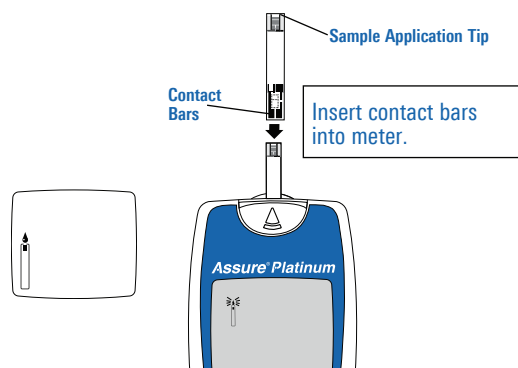 Sample Application Tip
Contact
Bars
Insert contact bars
into meter.
Assure® Platinum